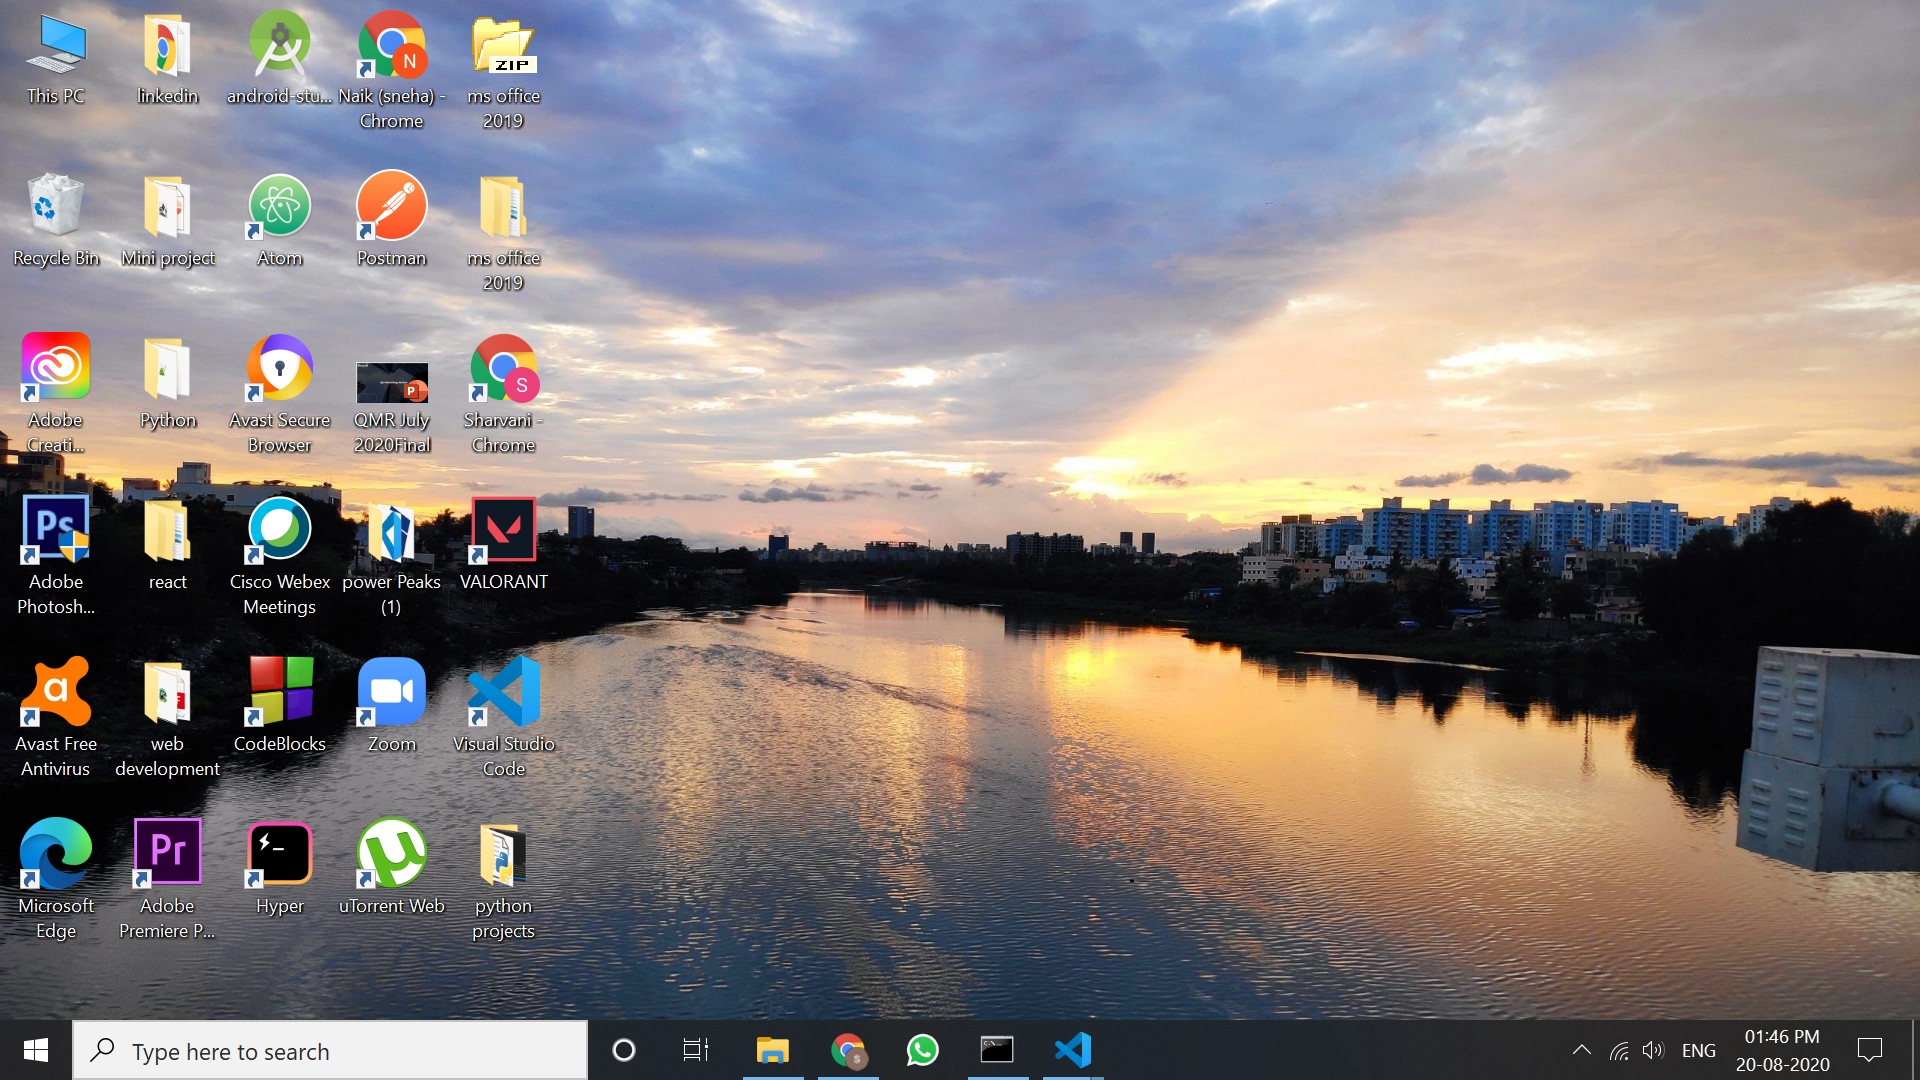 This PC
linkedin
android-stu...
N
Naik (sneha) -
Chrome
ZIP
ms office
2019
Recycle Bin
Mini project
Atom
Postman
ms office
2019
Adobe
Creati...
Python
Avast Secure
Browser
P
QMR July
2020Final
S
Sharvani -
Chrome
Ps
Adobe
Photosh...
react
Cisco Webex
Meetings
power Peaks
(1)
VALORANT
a
Avast Free
Antivirus
web
development
CodeBlocks
Zoom
Visual Studio
Code
Microsoft
Edge
Pr
Adobe
Premiere P...
Hyper
µ
uTorrent Web
python
projects
Type here to search
S
ENG
01:46 PM
20-08-2020